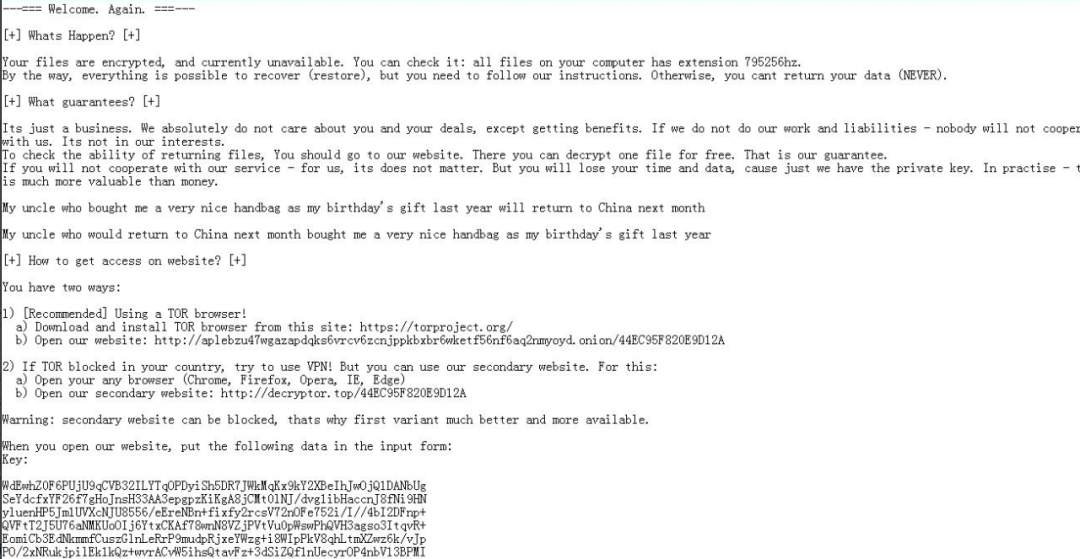 ---=== Welcome. Again. ===---
[+] Whats Happen? [+]
Your files are encrypted, and currently unavailable. You can check it: all files on your computer has extension 795256hz.
By the way, everything is possible to recover (restore), but you need to follow our instructions. Otherwise, you cant return your data (NEVER).
[+] What guarantees? [+]
Its just a business. We absolutely do not care about you and your deals, except getting benefits. If we do not do our work and liabilities - nobody will not cooper
with us. Its not in our interests.
To check the ability of returning files, You should go to our website. There you can decrypt one file for free. That is our guarantee.
If you will not cooperate with our service - for us, its does not matter. But you will lose your time and data, cause just we have the private key. In practise - t
is much more valuable than money.
My uncle who bought me a very nice handbag as my birthday's gift last year will return to China next month
My uncle who would return to China next month bought me a very nice handbag as my birthday's gift last year
[+] How to get access on website? [+]
You have two ways:
1) [Recommended] Using a TOR browser!
a) Download and install TOR browser from this site: https://torproject.org/
b) Open our website: http://aplebzu47wgazapdqks6vrcv6zcnjppkbxbr6wketf56nf6aq2nmyoyd.onion/44EC95F820E9D12A
2) If TOR blocked in your country, try to use VPN! But you can use our secondary website. For this:
a) Open your any browser (Chrome, Firefox, Opera, IE, Edge)
b) Open our secondary website: http://decryptor.top/44EC95F820E9D12A
Warning: secondary website can be blocked, thats why first variant much better and more available.
When you open our website, put the following data in the input form:
Key:
WdEwhZOF6PUjU9qCVB32ILYTqOPDyiSh5DR7JWkMqKx9kY2XBeIhJwOjQ1DANbUg
SeYdcfxYF26f7gHoJnsH33AA3epgpzKiKgA8jCMtO1NJ/dvglibHaccnJ8fNi9HN
yluenHP5JmlUVXcNJU8556/eEreNBn+fixfy2rcsV72nOFe752i/I//4bI2DFnp+
QVFtT2J5U76aNMKUoOIj6YtxCKAf78wnN8VZjPVtVuOpWswPhQVH3agso3ItqvR+
EomiCb3EdNkmmfCuszGlnLeRrP9mudpRjxeYWzg+i8WIpPkV8qhLtmXZwz6k/vJp
PO/2xNRukjpilEklkQz+wvrACvW5ihsQtavFz+3dSiZQflnUecyrOP4nbV13BPMI